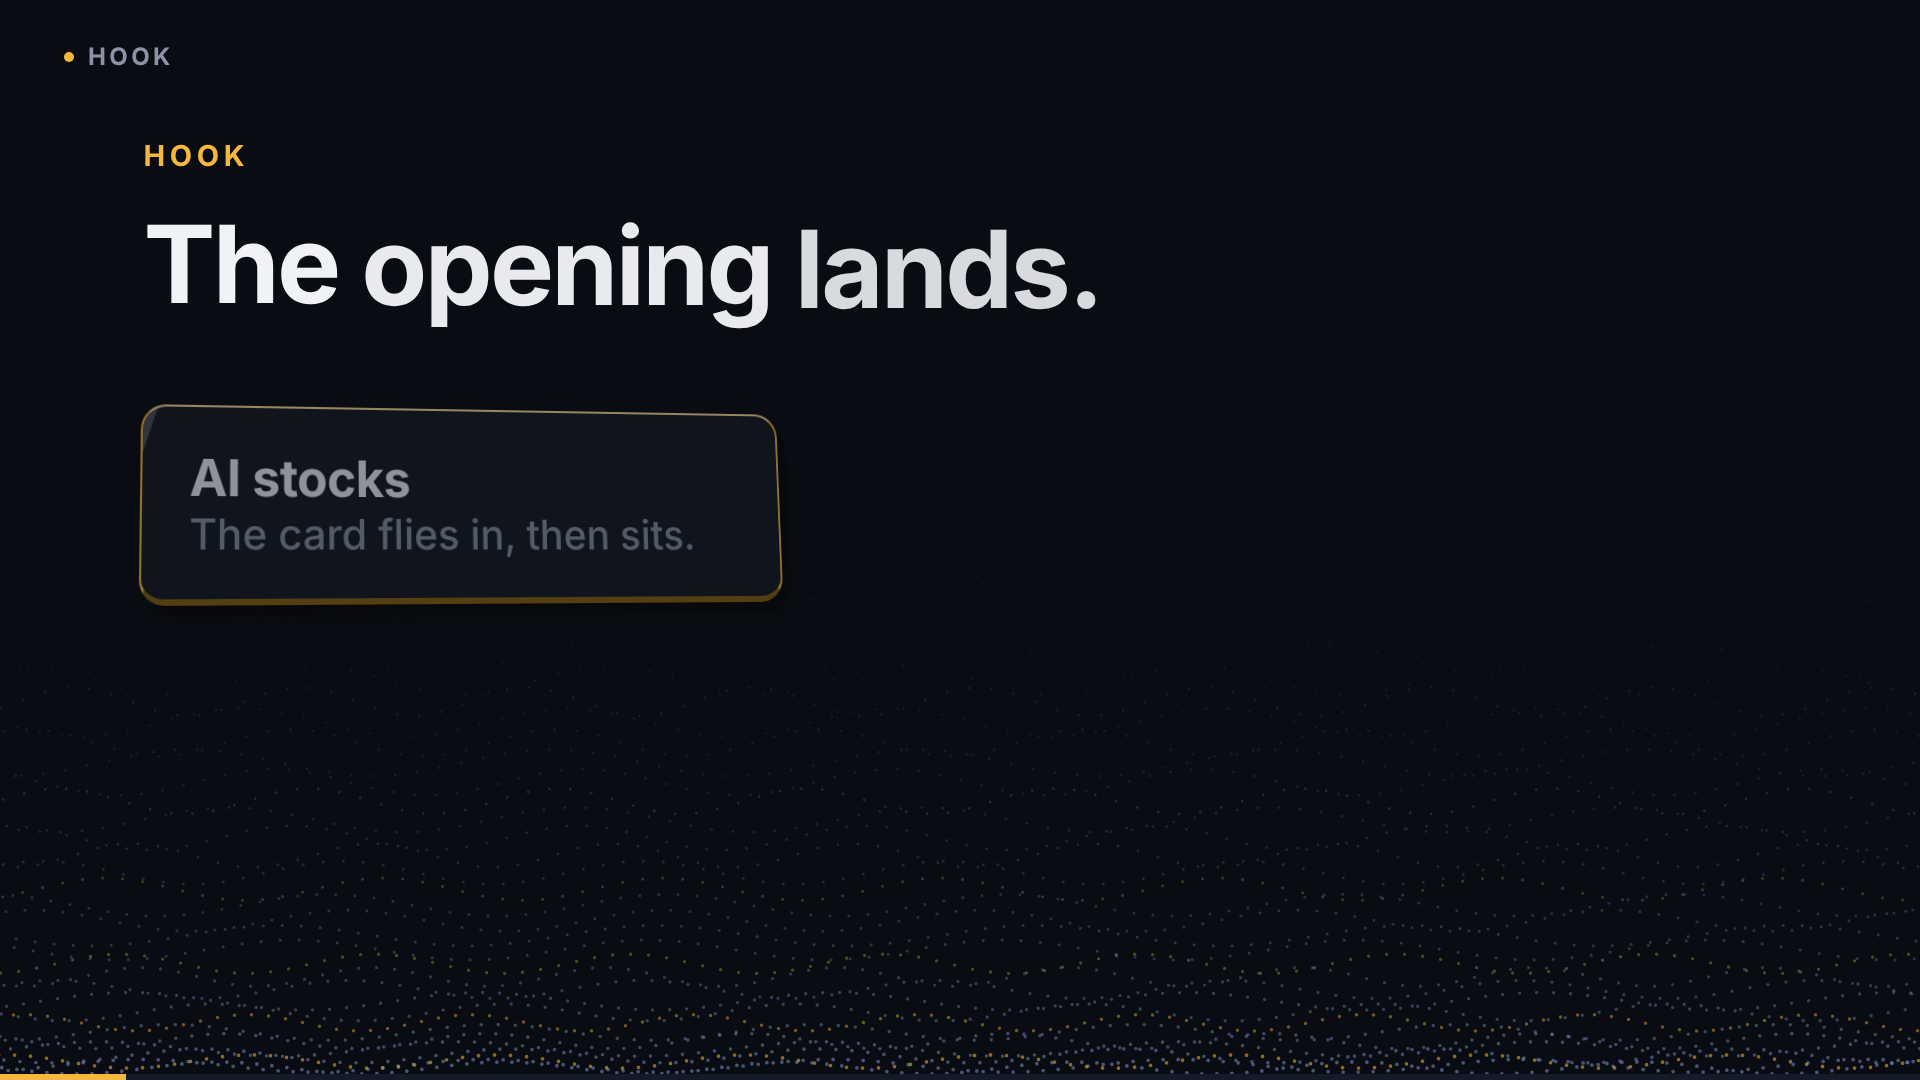 HOOK
HOOK
The opening lands.
AI stocks
The card flies in, then sits.